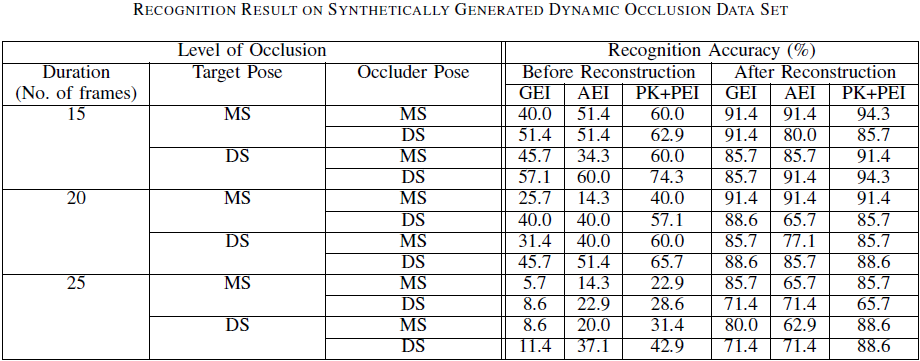 RECOGNITION RESULT ON SYNTHETICALLY GENERATED DYNAMIC OCCLUSION DATA SET
Level of Occlusion Recognition Accuracy (%)
Duration Target Pose Occluder Pose Before Reconstruction After Reconstruction
(No. of frames) GEI AEI PK+PEI GEI AEI PK+PEI
15 MS MS 40.0 51.4 60.0 91.4 91.4 94.3
DS 51.4 51.4 62.9 91.4 80.0 85.7
DS MS 45.7 34.3 60.0 85.7 85.7 91.4
DS 57.1 60.0 74.3 85.7 91.4 94.3
20 MS MS 25.7 14.3 40.0 91.4 91.4 91.4
DS 40.0 40.0 57.1 88.6 65.7 85.7
DS MS 31.4 40.0 60.0 85.7 77.1 85.7
DS 45.7 51.4 65.7 88.6 85.7 88.6
25 MS MS 5.7 14.3 22.9 85.7 65.7 85.7
DS 8.6 22.9 28.6 71.4 71.4 65.7
DS MS 8.6 20.0 31.4 80.0 62.9 88.6
DS 11.4 37.1 42.9 71.4 71.4 88.6